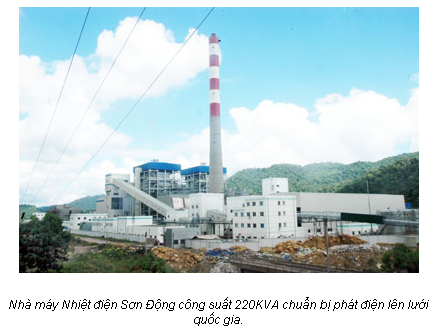 Nhà máy Nhiệt điện Sơn Động công suất 220KVA chuẩn bị phát điện lên lưới
quốc gia.